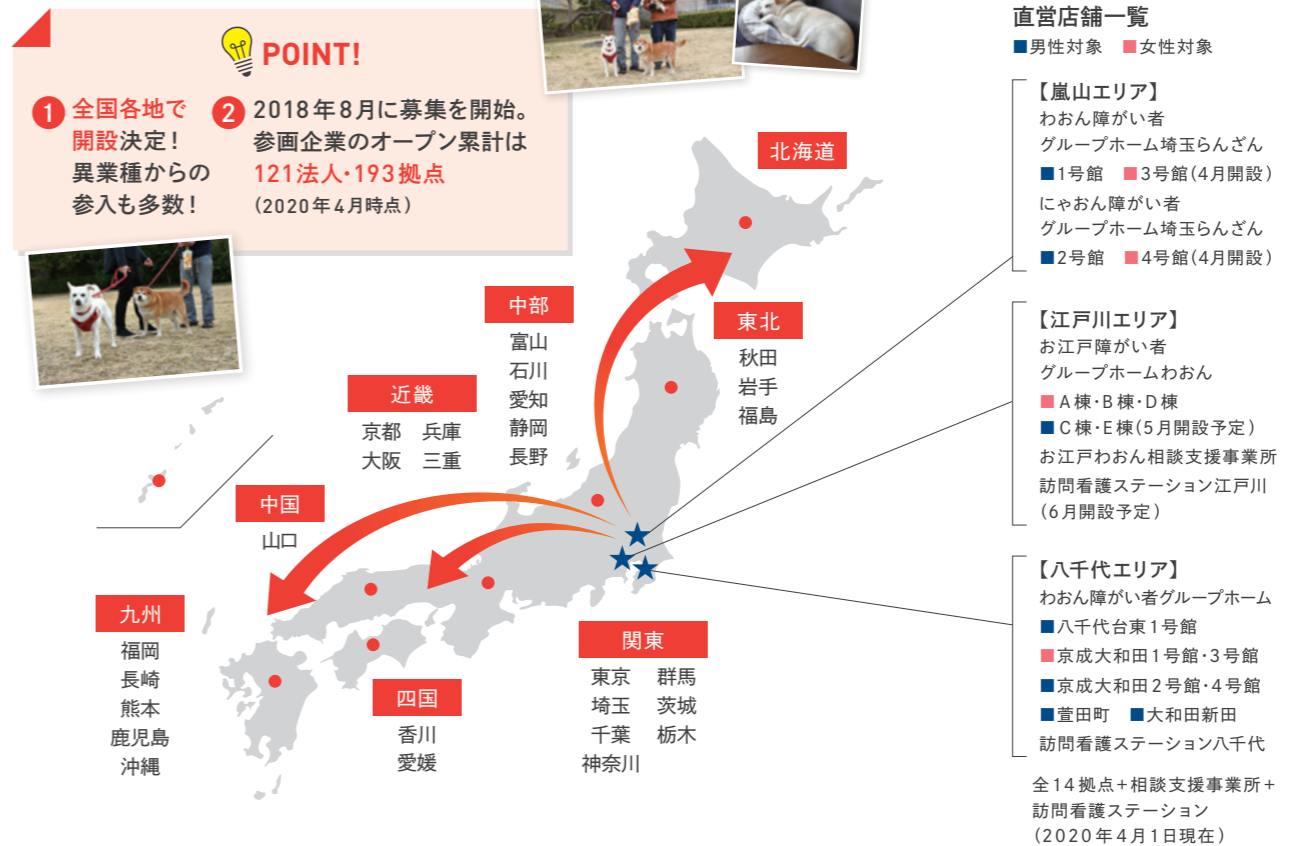 POINT!
1 全国各地で
開設決定！
異業種からの
参入も多数！
2 2018年8月に募集を開始。
参画企業のオープン累計は
121法人・193拠点
（2020年4月時点）
北海道
東北
秋田
岩手
福島
中部
富山
石川
愛知
静岡
長野
近畿
京都 兵庫
大阪 三重
中国
山口
九州
福岡
長崎
熊本
鹿児島
沖縄
四国
香川
愛媛
関東
東京 群馬
埼玉 茨城
千葉 栃木
神奈川
直営店舗一覧
■男性対象 ■女性対象
【嵐山エリア】
わおん障がい者
グループホーム埼玉らんざん
■1号館 ■3号館（4月開設）
にゃおん障がい者
グループホーム埼玉らんざん
■2号館 ■4号館（4月開設）
【江戸川エリア】
お江戸障がい者
グループホームわおん
■A棟・B棟・D棟
■C棟・E棟（5月開設予定）
お江戸わおん相談支援事業所
訪問看護ステーション江戸川
（6月開設予定）
【八千代エリア】
わおん障がい者グループホーム
■八千代台東1号館
■京成大和田1号館・3号館
■京成大和田2号館・4号館
■萱田町 ■大和田新田
訪問看護ステーション八千代
全14拠点＋相談支援事業所＋
訪問看護ステーション
（2020年4月1日現在）